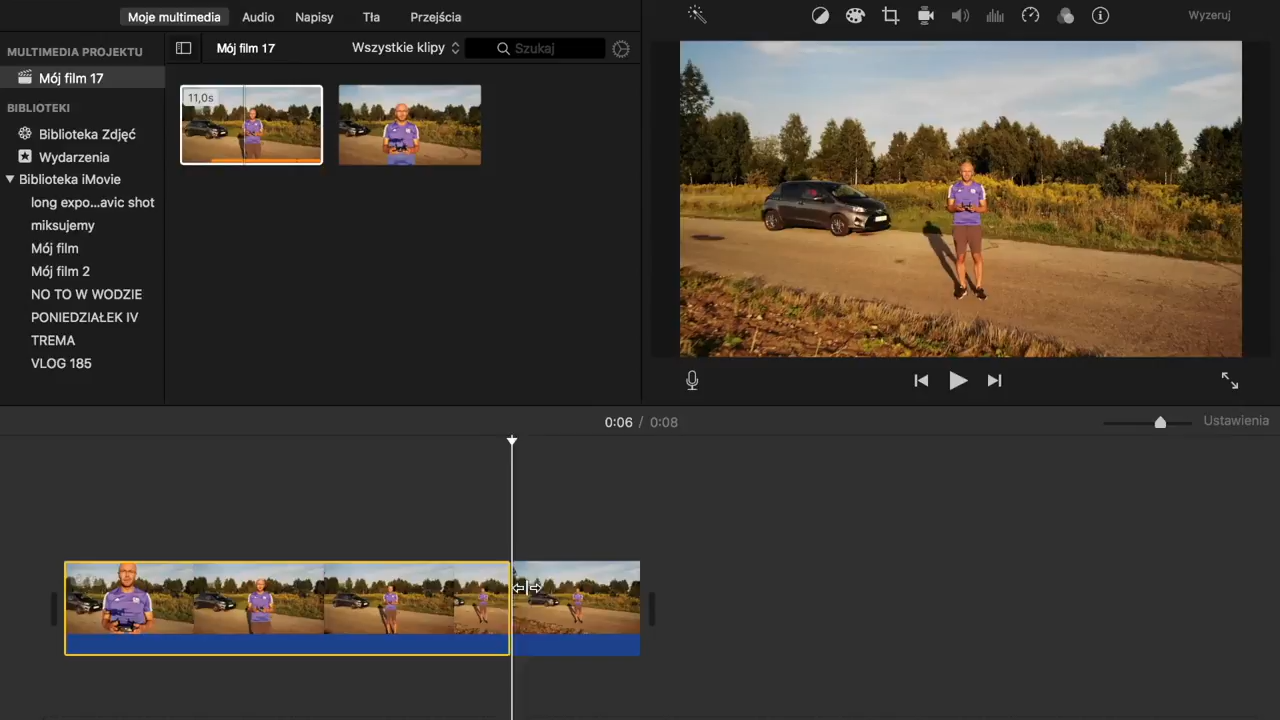 Moje multimedia
Audio
Napisy
Tła
Przejścia
Wyzeruj
MULTIMEDIA PROJEKTU
Mój film 17
Mój film 17
Wszystkie klipy
Szukaj
BIBLIOTEKI
Biblioteka Zdjęć
Wydarzenia
Biblioteka iMovie
long expo...avic shot
miksujemy
Mój film
Mój film 2
NO TO W WODZIE
PONIEDZIAŁEK IV
TREMA
VLOG 185
11,0s
0:06 / 0:08
Ustawienia